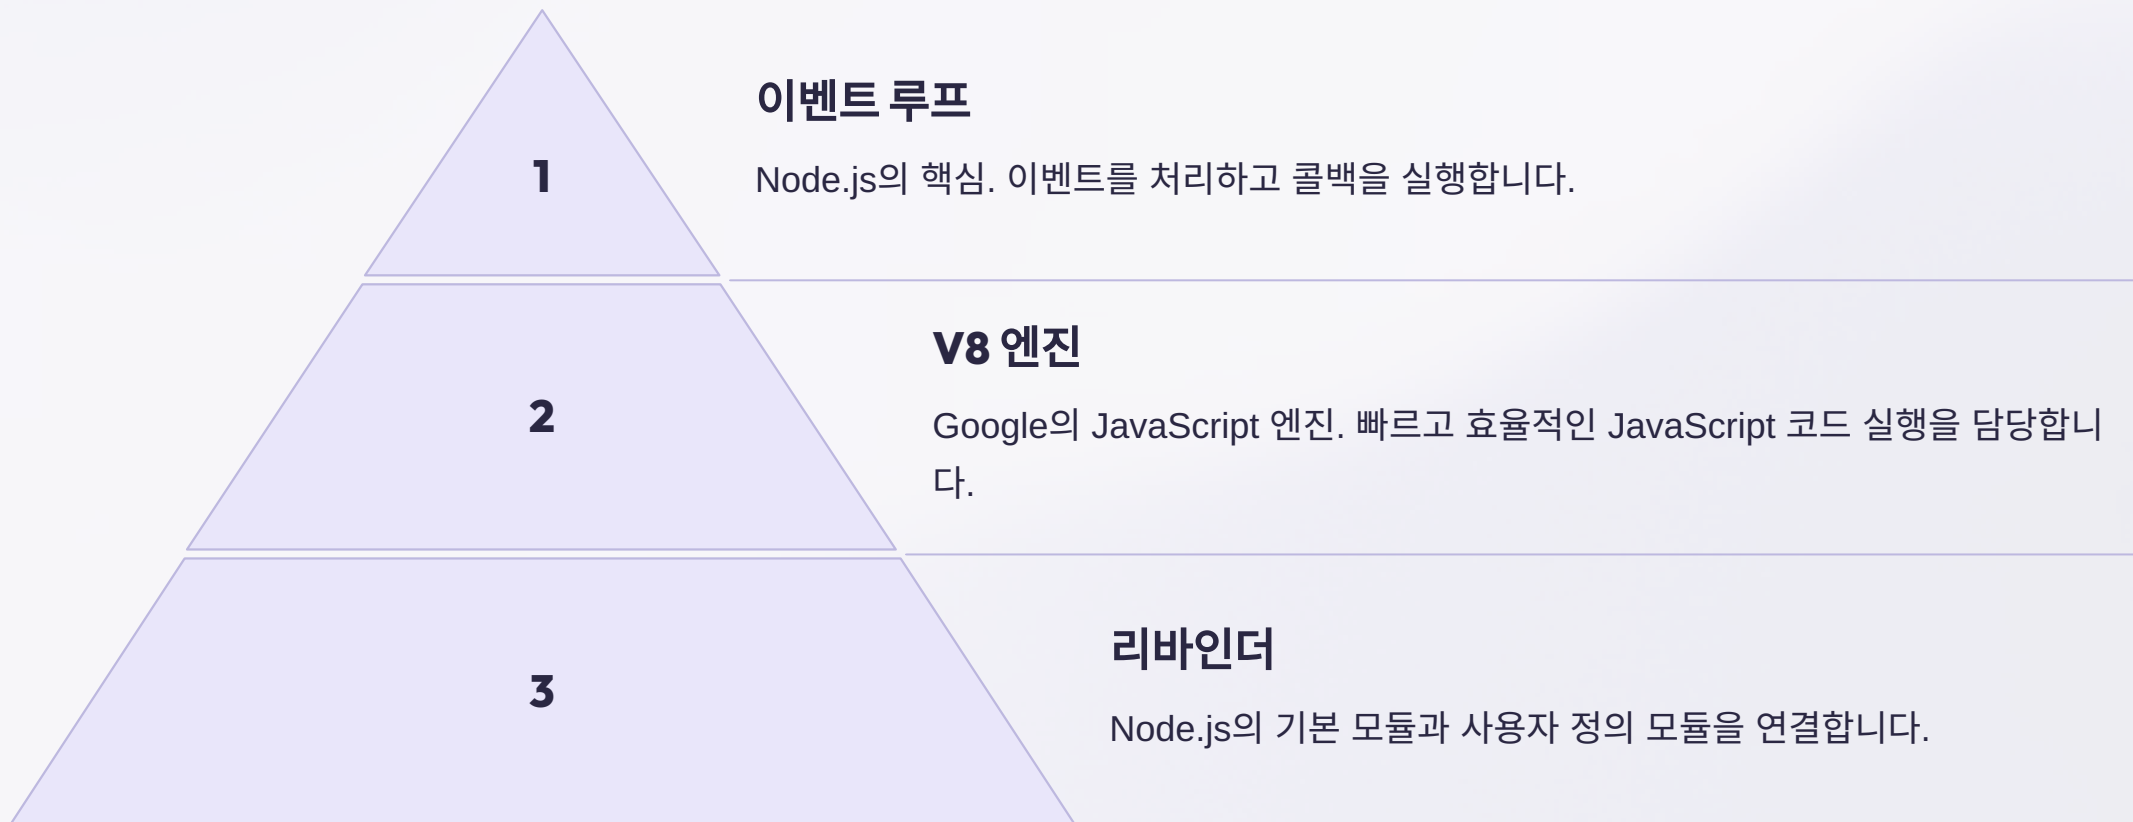 1
이벤트 루프
Node.js의 핵심. 이벤트를 처리하고 콜백을 실행합니다.
2
V8 엔진
Google의 JavaScript 엔진. 빠르고 효율적인 JavaScript 코드 실행을 담당합니
다.
3
리바인더
Node.js의 기본 모듈과 사용자 정의 모듈을 연결합니다.